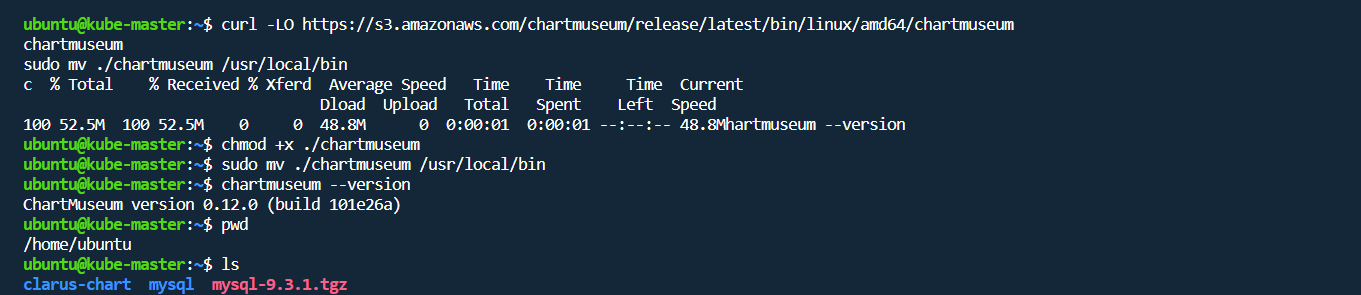 ubuntu@kube-master:~$ curl -LO https://s3.amazonaws.com/chartmuseum/release/latest/bin/linux/amd64/chartmuseum
chartmuseum
sudo mv ./chartmuseum /usr/local/bin
c  % Total    % Received % Xferd  Average Speed   Time    Time     Time  Current
                                 Dload  Upload   Total   Spent    Left  Speed
100 52.5M  100 52.5M    0     0  48.8M      0  0:00:01  0:00:01 --:--:-- 48.8Mhartmuseum --version
ubuntu@kube-master:~$ chmod +x ./chartmuseum
ubuntu@kube-master:~$ sudo mv ./chartmuseum /usr/local/bin
ubuntu@kube-master:~$ chartmuseum --version
ChartMuseum version 0.12.0 (build 101e26a)
ubuntu@kube-master:~$ pwd
/home/ubuntu
ubuntu@kube-master:~$ ls
clarus-chart  mysql  mysql-9.3.1.tgz